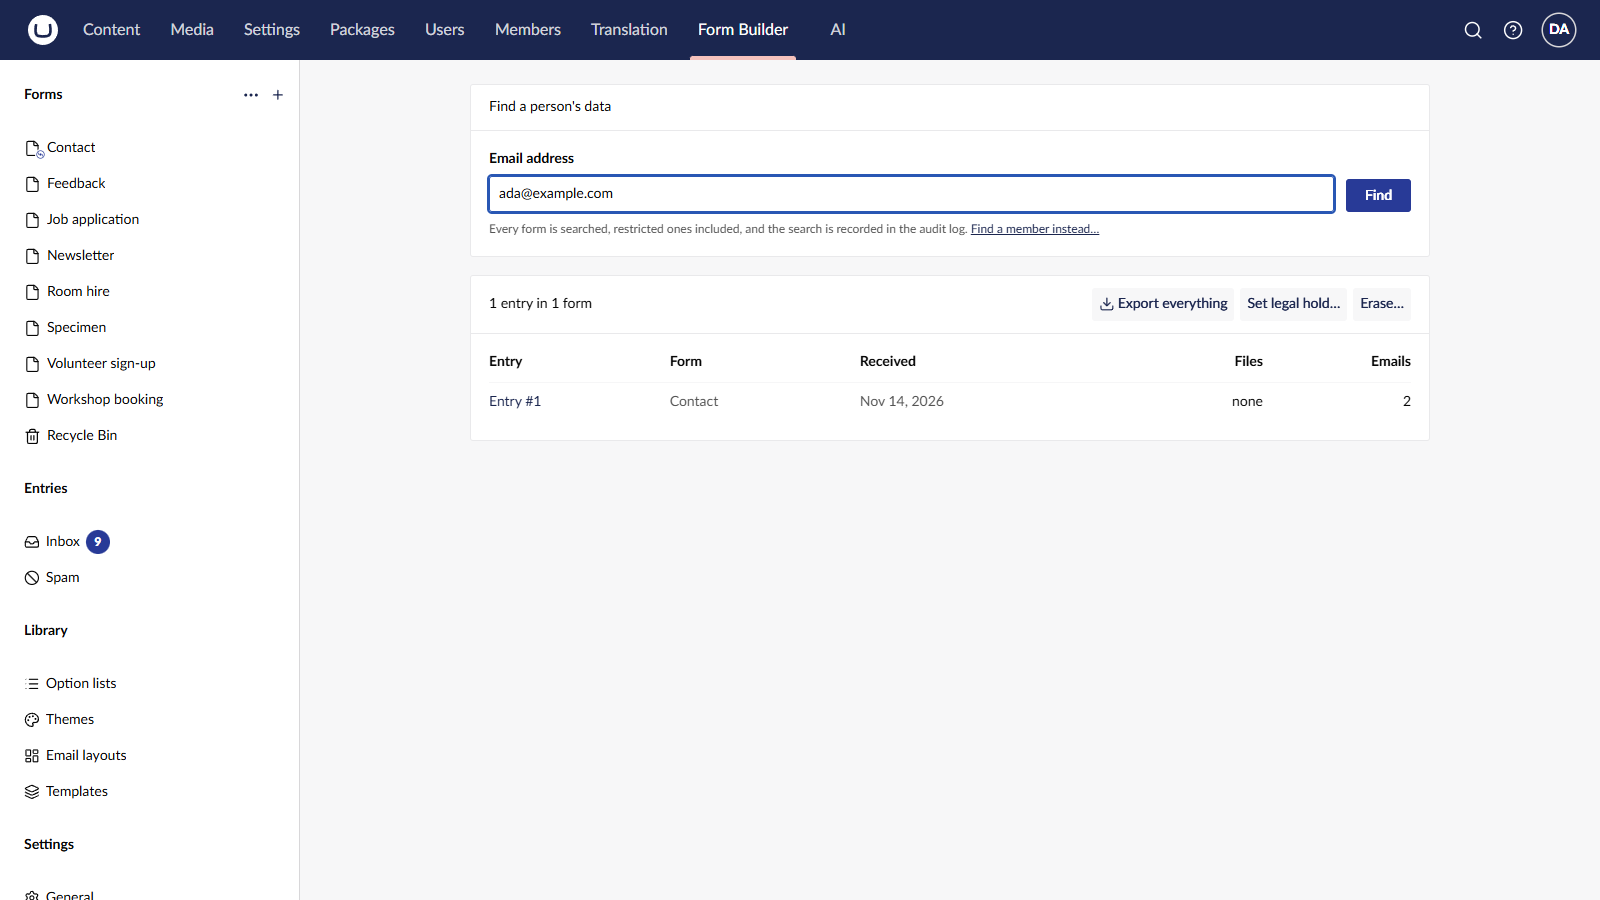 Content
Media
Settings
Packages
Users
Members
Translation
Form Builder
AI
DA
Forms
Contact
Feedback
Job application
Newsletter
Room hire
Specimen
Volunteer sign-up
Workshop booking
Recycle Bin
Entries
Inbox 9
Spam
Library
Option lists
Themes
Email layouts
Templates
Settings
General
Find a person's data
Email address
ada@example.com
Find
Every form is searched, restricted ones included, and the search is recorded in the audit log. Find a member instead...
1 entry in 1 form
Export everything
Set legal hold...
Erase...
Entry Form Received Files Emails
Entry #1 Contact Nov 14, 2026 none 2